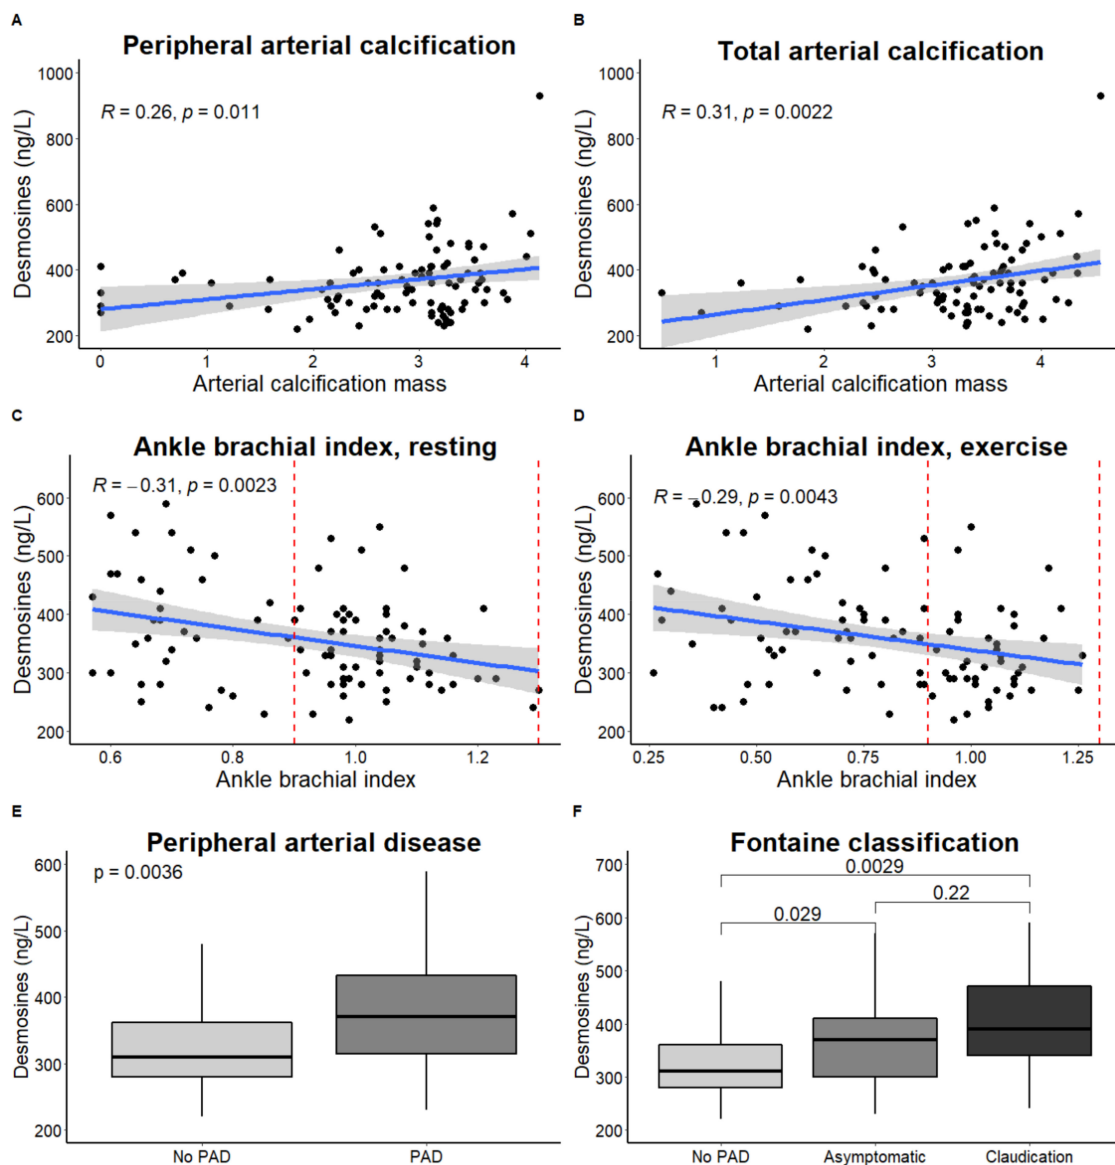 A
Peripheral arterial calcification
1000
800
600
400
200
Desmosines (ng/L)
R = 0.26, p = 0.011
0 1 2 3 4
Arterial calcification mass
B
Total arterial calcification
1000
800
600
400
200
Desmosines (ng/L)
R = 0.31, p = 0.0022
1 2 3 4
Arterial calcification mass
C
Ankle brachial index, resting
600
500
400
300
200
Desmosines (ng/L)
R = −0.31, p = 0.0023
0.6 0.8 1.0 1.2
Ankle brachial index
D
Ankle brachial index, exercise
600
500
400
300
200
Desmosines (ng/L)
R = −0.29, p = 0.0043
0.25 0.50 0.75 1.00 1.25
Ankle brachial index
E
Peripheral arterial disease
600
500
400
300
200
Desmosines (ng/L)
p = 0.0036
No PAD PAD
F
Fontaine classification
700
600
500
400
300
200
Desmosines (ng/L)
0.0029
0.22
0.029
No PAD Asymptomatic Claudication